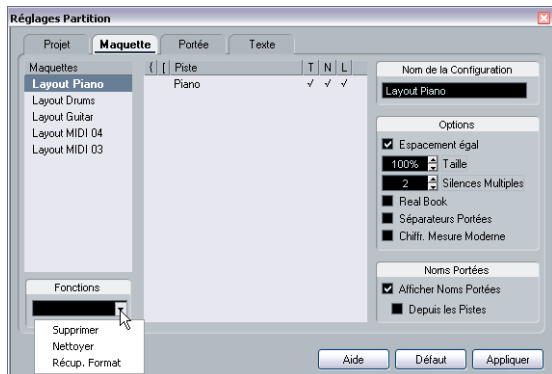 Réglages Partition
Projet
Maquette
Portée
Texte
Maquettes
Layout Piano
Layout Drums
Layout Guitar
Layout MIDI 04
Layout MIDI 03
{ [ Piste T N L
Piano √ √ √
Nom de la Configuration
Layout Piano
Options
Espacement égal
100% Taille
2 Silences Multiples
Real Book
Séparateurs Portées
Chiffr. Mesure Moderne
Noms Portées
Afficher Noms Portées
Depuis les Pistes
Fonctions
Supprimer
Nettoyer
Récup. Format
Aide
Défaut
Appliquer